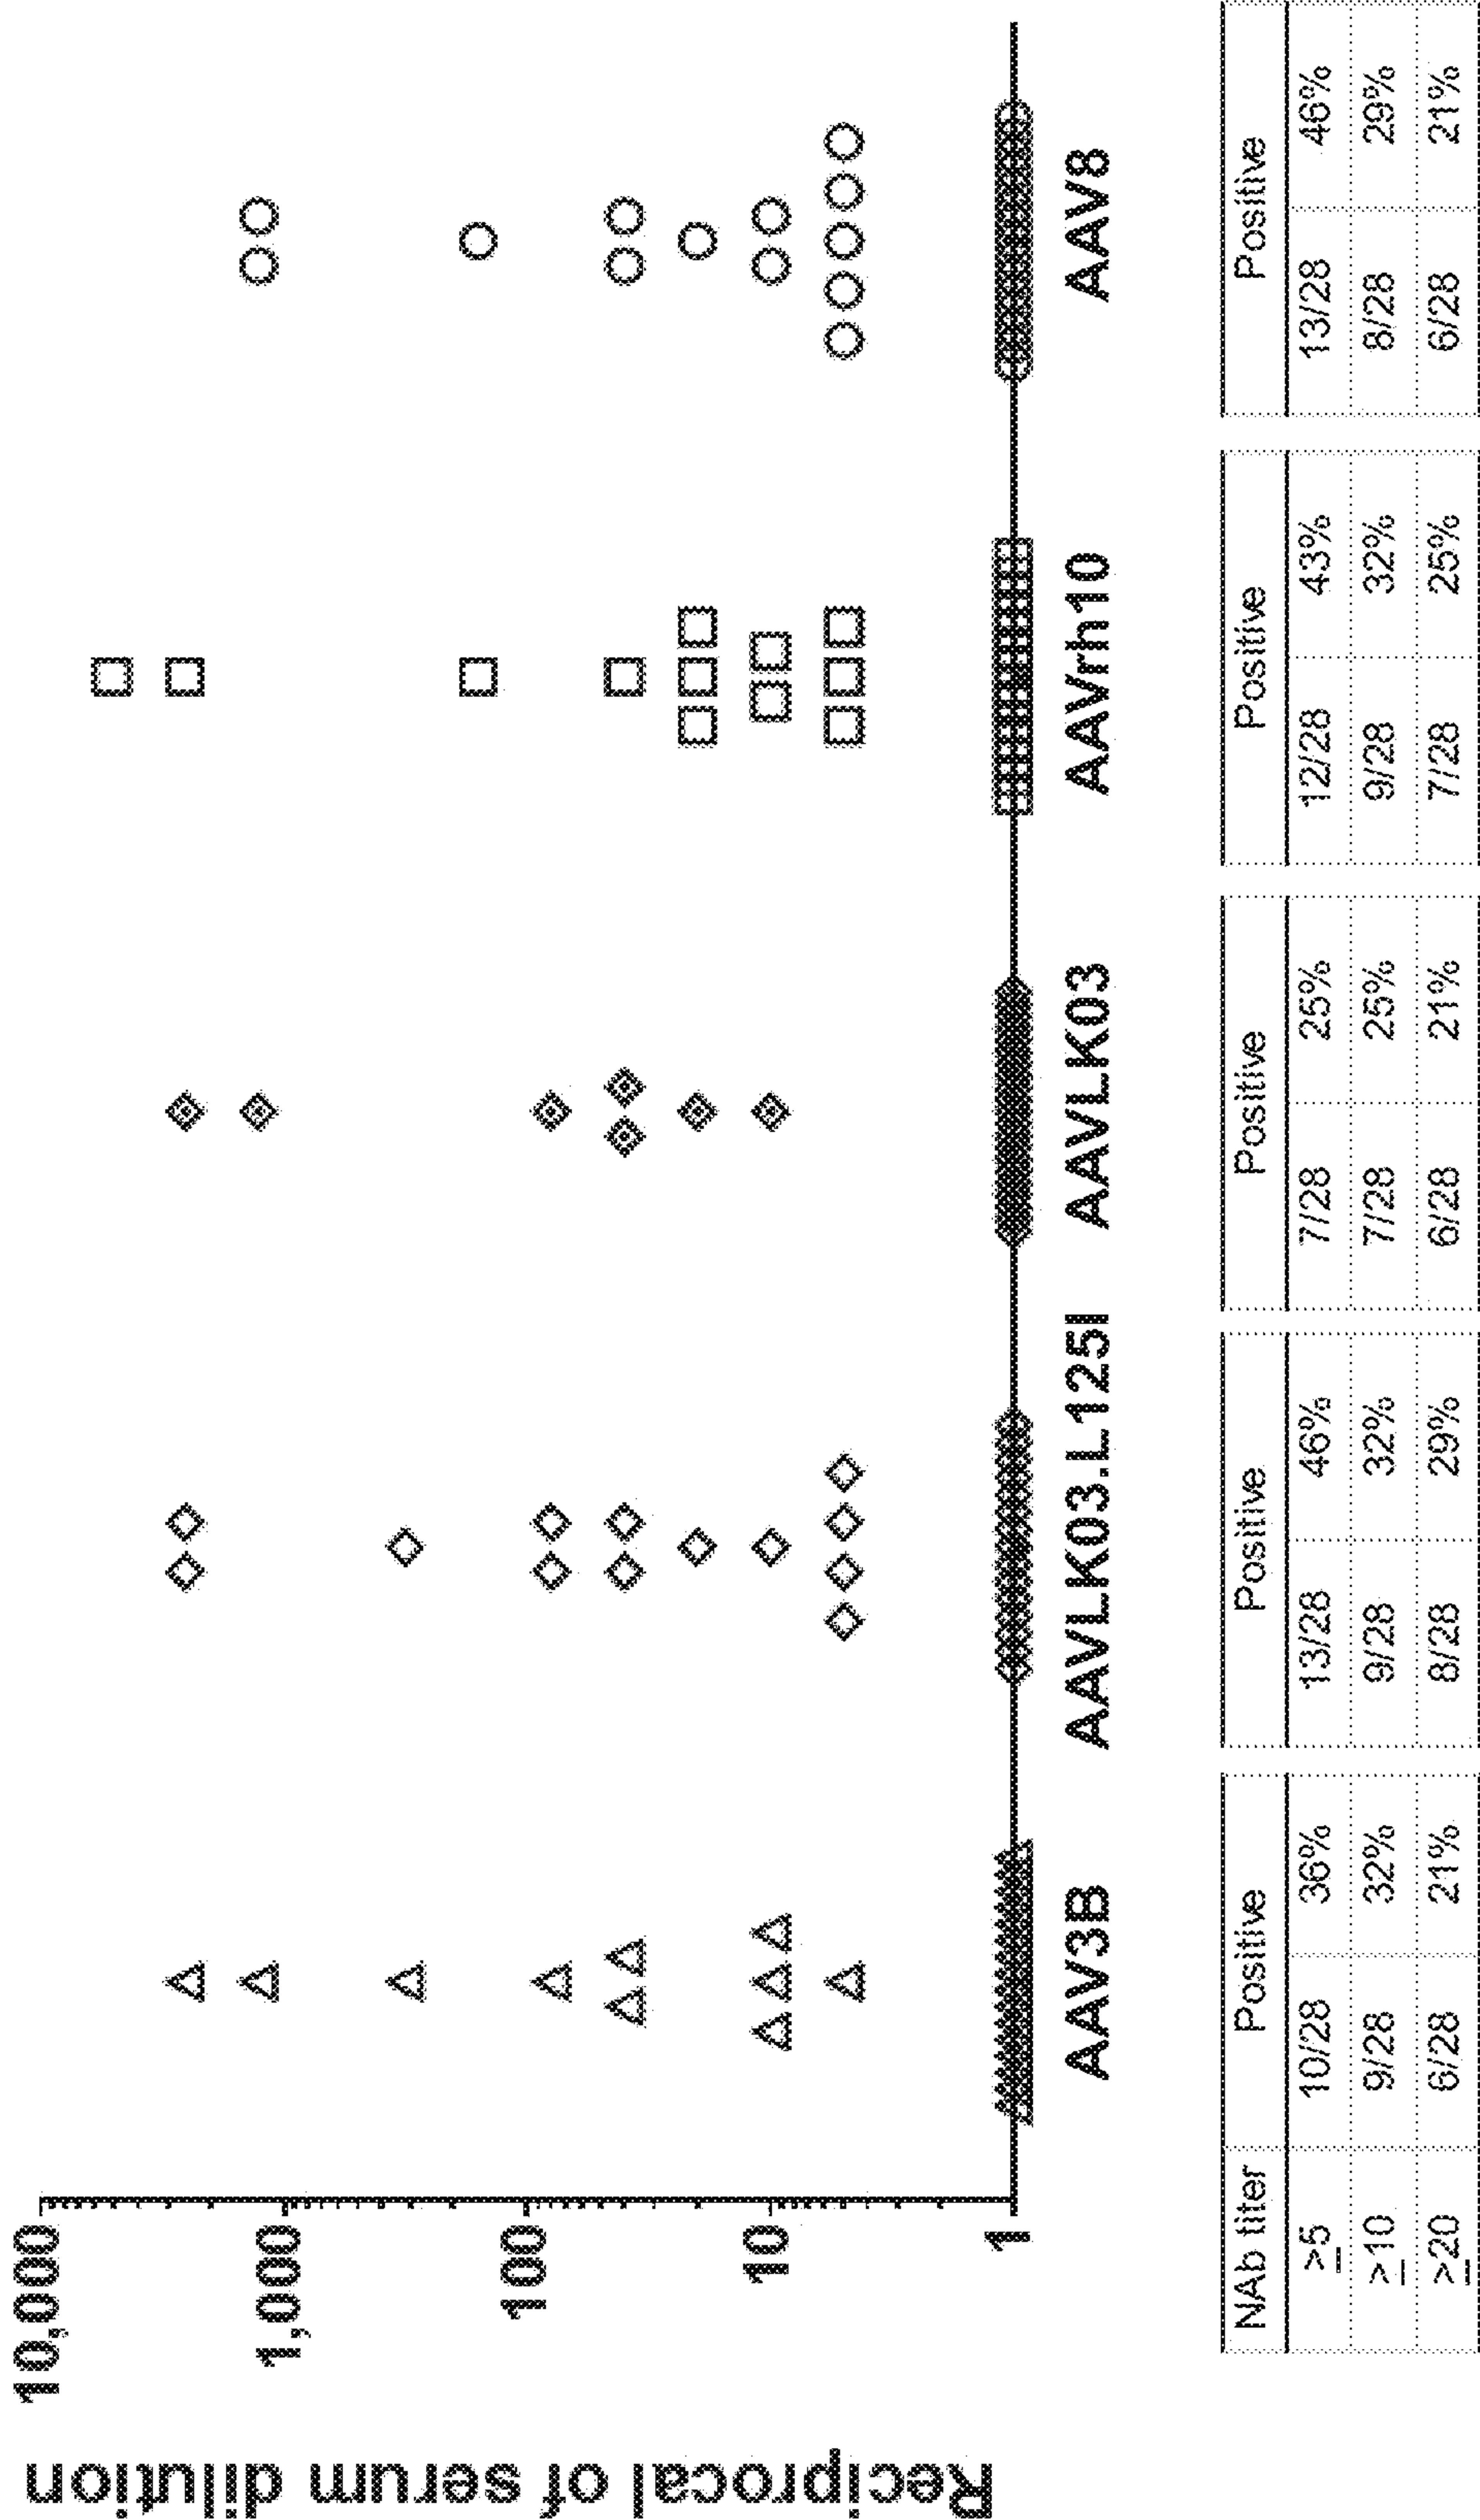 Reciprocal of serum dilution
10,000
1,000
100
10
1
AAV3B AAVLK03.L125I AAVLK03 AAVrh10 AAV8
NAb titer Positive Positive Positive Positive Positive
≥5 10/28 36% 13/28 46% 7/28 25% 12/28 43% 13/28 46%
≥10 9/28 32% 9/28 32% 7/28 25% 9/28 32% 8/28 29%
≥20 6/28 21% 8/28 29% 6/28 21% 7/28 25% 6/28 21%